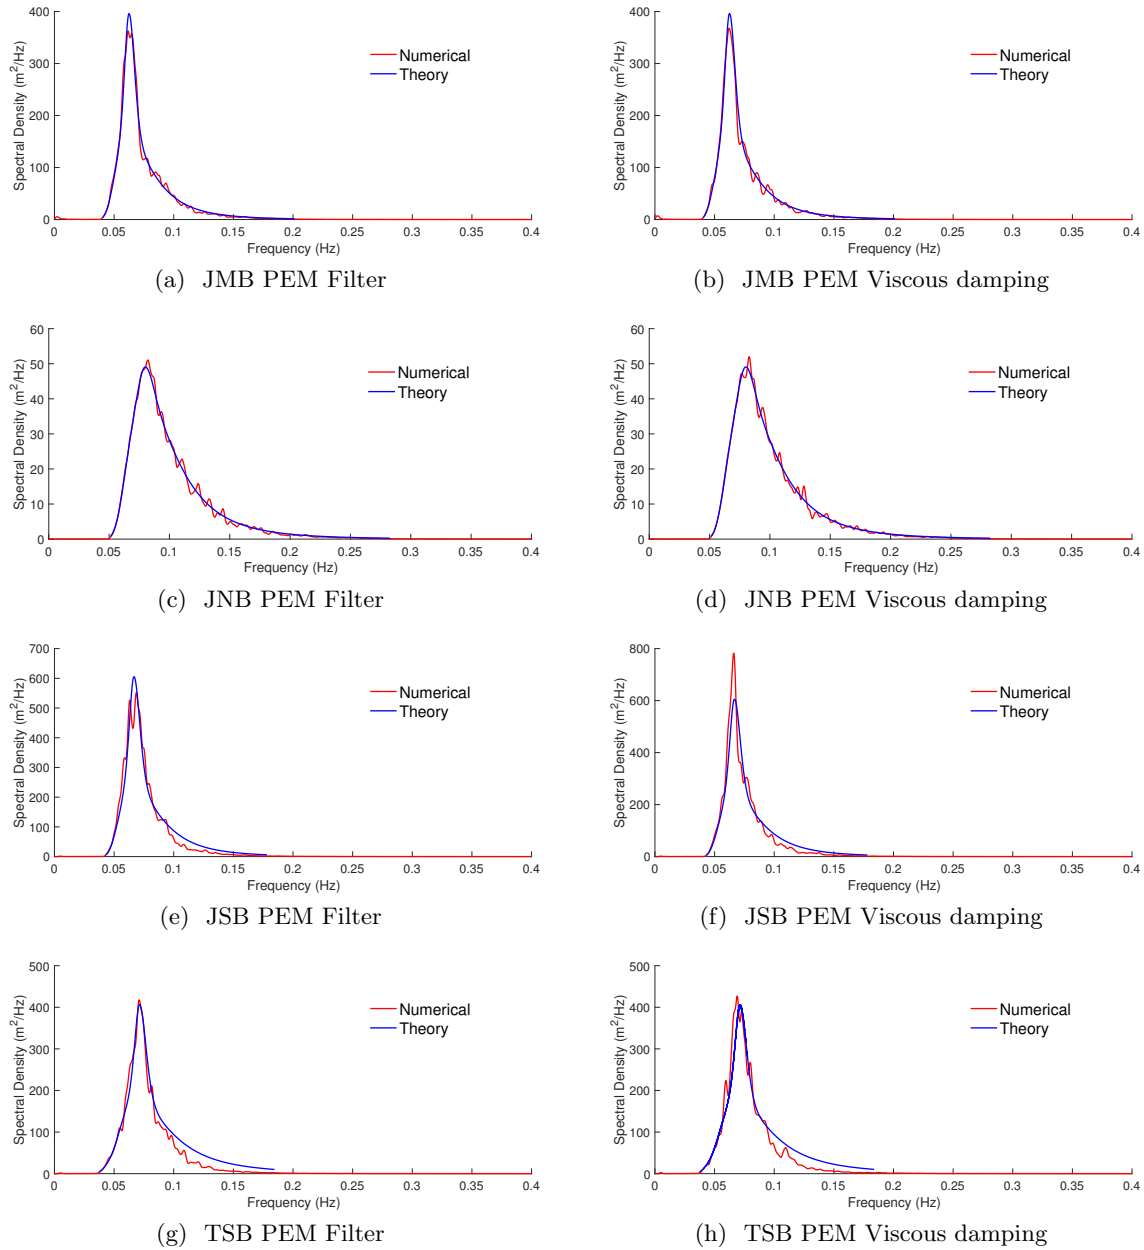 400
300
200
100
0
Spectral Density (m²/Hz)
Numerical
Theory
0 0.05 0.1 0.15 0.2 0.25 0.3 0.35 0.4
Frequency (Hz)
(a) JMB PEM Filter
400
300
200
100
0
Spectral Density (m²/Hz)
Numerical
Theory
0 0.05 0.1 0.15 0.2 0.25 0.3 0.35 0.4
Frequency (Hz)
(b) JMB PEM Viscous damping
60
50
40
30
20
10
0
Spectral Density (m²/Hz)
Numerical
Theory
0 0.05 0.1 0.15 0.2 0.25 0.3 0.35 0.4
Frequency (Hz)
(c) JNB PEM Filter
60
50
40
30
20
10
0
Spectral Density (m²/Hz)
Numerical
Theory
0 0.05 0.1 0.15 0.2 0.25 0.3 0.35 0.4
Frequency (Hz)
(d) JNB PEM Viscous damping
700
600
500
400
300
200
100
0
Spectral Density (m²/Hz)
Numerical
Theory
0 0.05 0.1 0.15 0.2 0.25 0.3 0.35 0.4
Frequency (Hz)
(e) JSB PEM Filter
800
600
400
200
0
Spectral Density (m²/Hz)
Numerical
Theory
0 0.05 0.1 0.15 0.2 0.25 0.3 0.35 0.4
Frequency (Hz)
(f) JSB PEM Viscous damping
500
400
300
200
100
0
Spectral Density (m²/Hz)
Numerical
Theory
0 0.05 0.1 0.15 0.2 0.25 0.3 0.35 0.4
Frequency (Hz)
(g) TSB PEM Filter
500
400
300
200
100
0
Spectral Density (m²/Hz)
Numerical
Theory
0 0.05 0.1 0.15 0.2 0.25 0.3 0.35 0.4
Frequency (Hz)
(h) TSB PEM Viscous damping